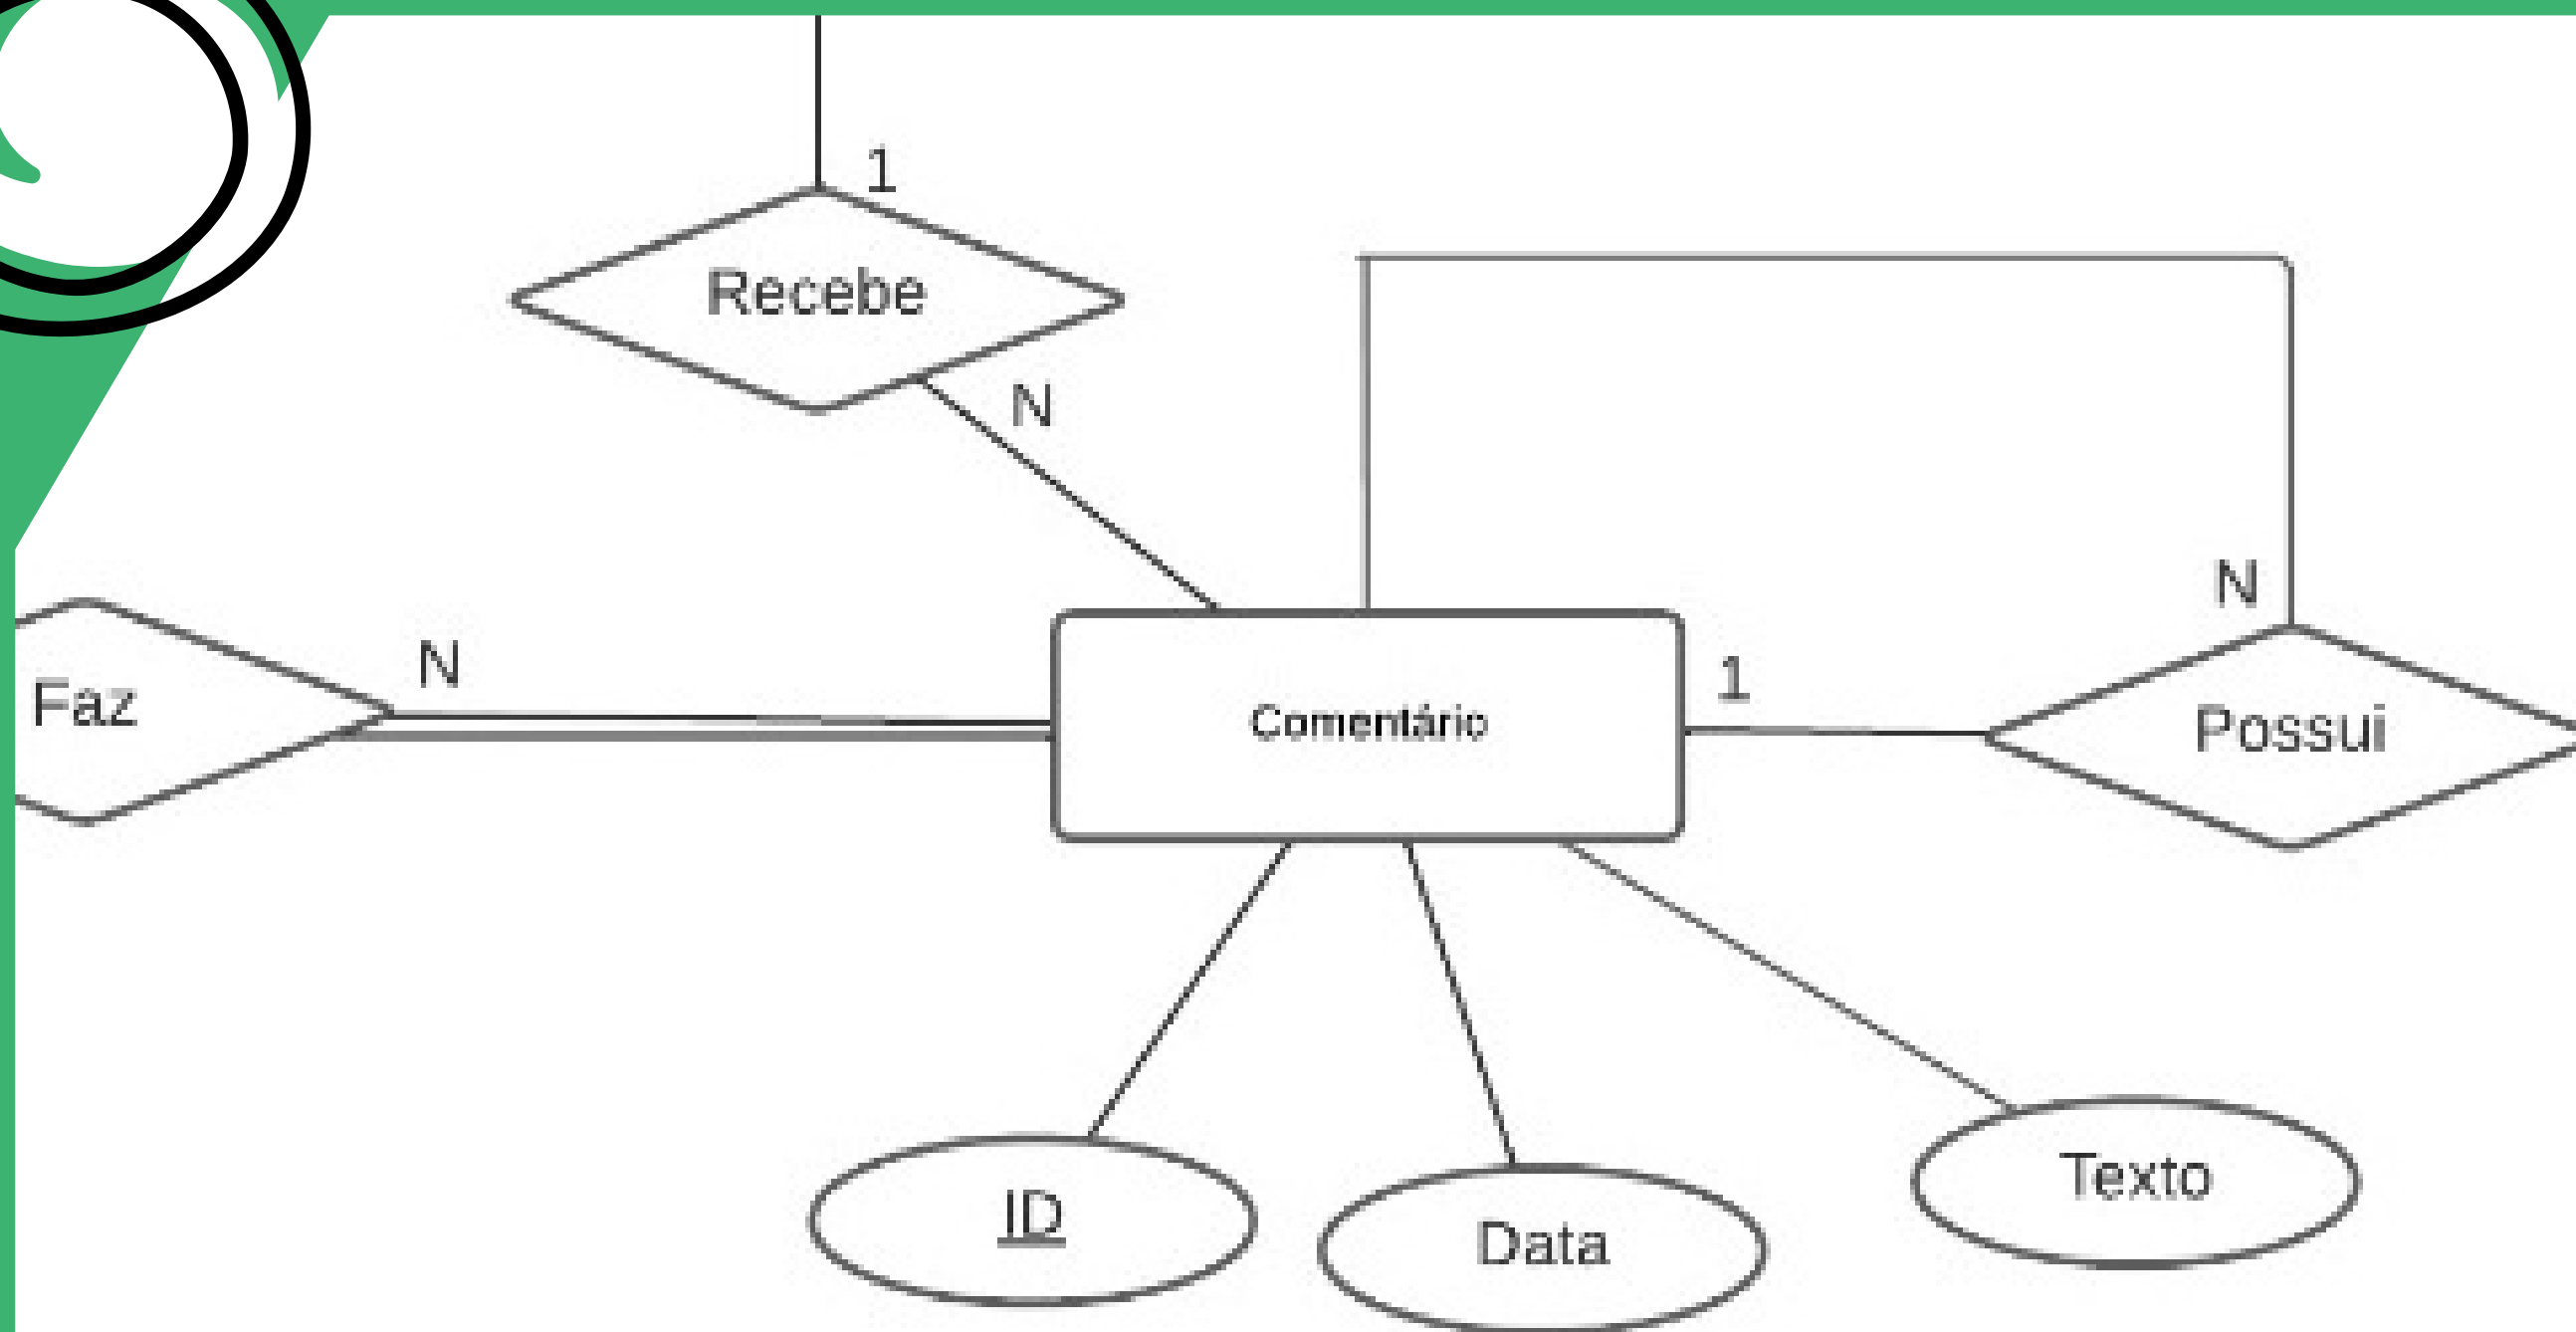 1
Recebe
N
N
Faz
N
Comentário
1
Possui
ID
Data
Texto